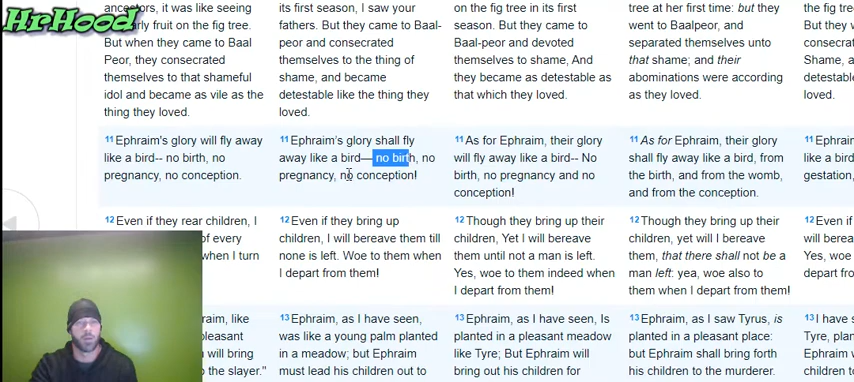 HrHood
ancestors, it was like seeing
rly fruit on the fig tree.
But when they came to Baal
Peor, they consecrated
themselves to that shameful
idol and became as vile as the
thing they loved.
11 Ephraim's glory will fly away
like a bird-- no birth, no
pregnancy, no conception.
12 Even if they rear children, I
of every
when I turn
raim, like
leasant
will bring
the slayer."
its first season, I saw your
fathers. But they came to Baal-
peor and consecrated
themselves to the thing of
shame, and became
detestable like the thing they
loved.
11 Ephraim's glory shall fly
away like a bird— no birth, no
pregnancy, no conception!
12 Even if they bring up
children, I will bereave them till
none is left. Woe to them when
I depart from them!
13 Ephraim, as I have seen,
was like a young palm planted
in a meadow; but Ephraim
must lead his children out to
on the fig tree in its first
season. But they came to
Baal-peor and devoted
themselves to shame, And
they became as detestable as
that which they loved.
11 As for Ephraim, their glory
will fly away like a bird-- No
birth, no pregnancy and no
conception!
12 Though they bring up their
children, Yet I will bereave
them until not a man is left.
Yes, woe to them indeed when
I depart from them!
13 Ephraim, as I have seen, Is
planted in a pleasant meadow
like Tyre; But Ephraim will
bring out his children for
tree at her first time: but they
went to Baalpeor, and
separated themselves unto
that shame; and their
abominations were according
as they loved.
11 As for Ephraim, their glory
shall fly away like a bird, from
the birth, and from the womb,
and from the conception.
12 Though they bring up their
children, yet will I bereave
them, that there shall not be a
man left: yea, woe also to
them when I depart from them!
13 Ephraim, as I saw Tyrus, is
planted in a pleasant place:
but Ephraim shall bring forth
his children to the murderer.
fig tree in
But they v
Peor, and
Shame, a
detestabl
loved.
11 As for E
like a bird
gestation,
12 Even if
will berea
Yes, woe
depart fro
13 I have s
Tyre, plan
Ephraim v
children to